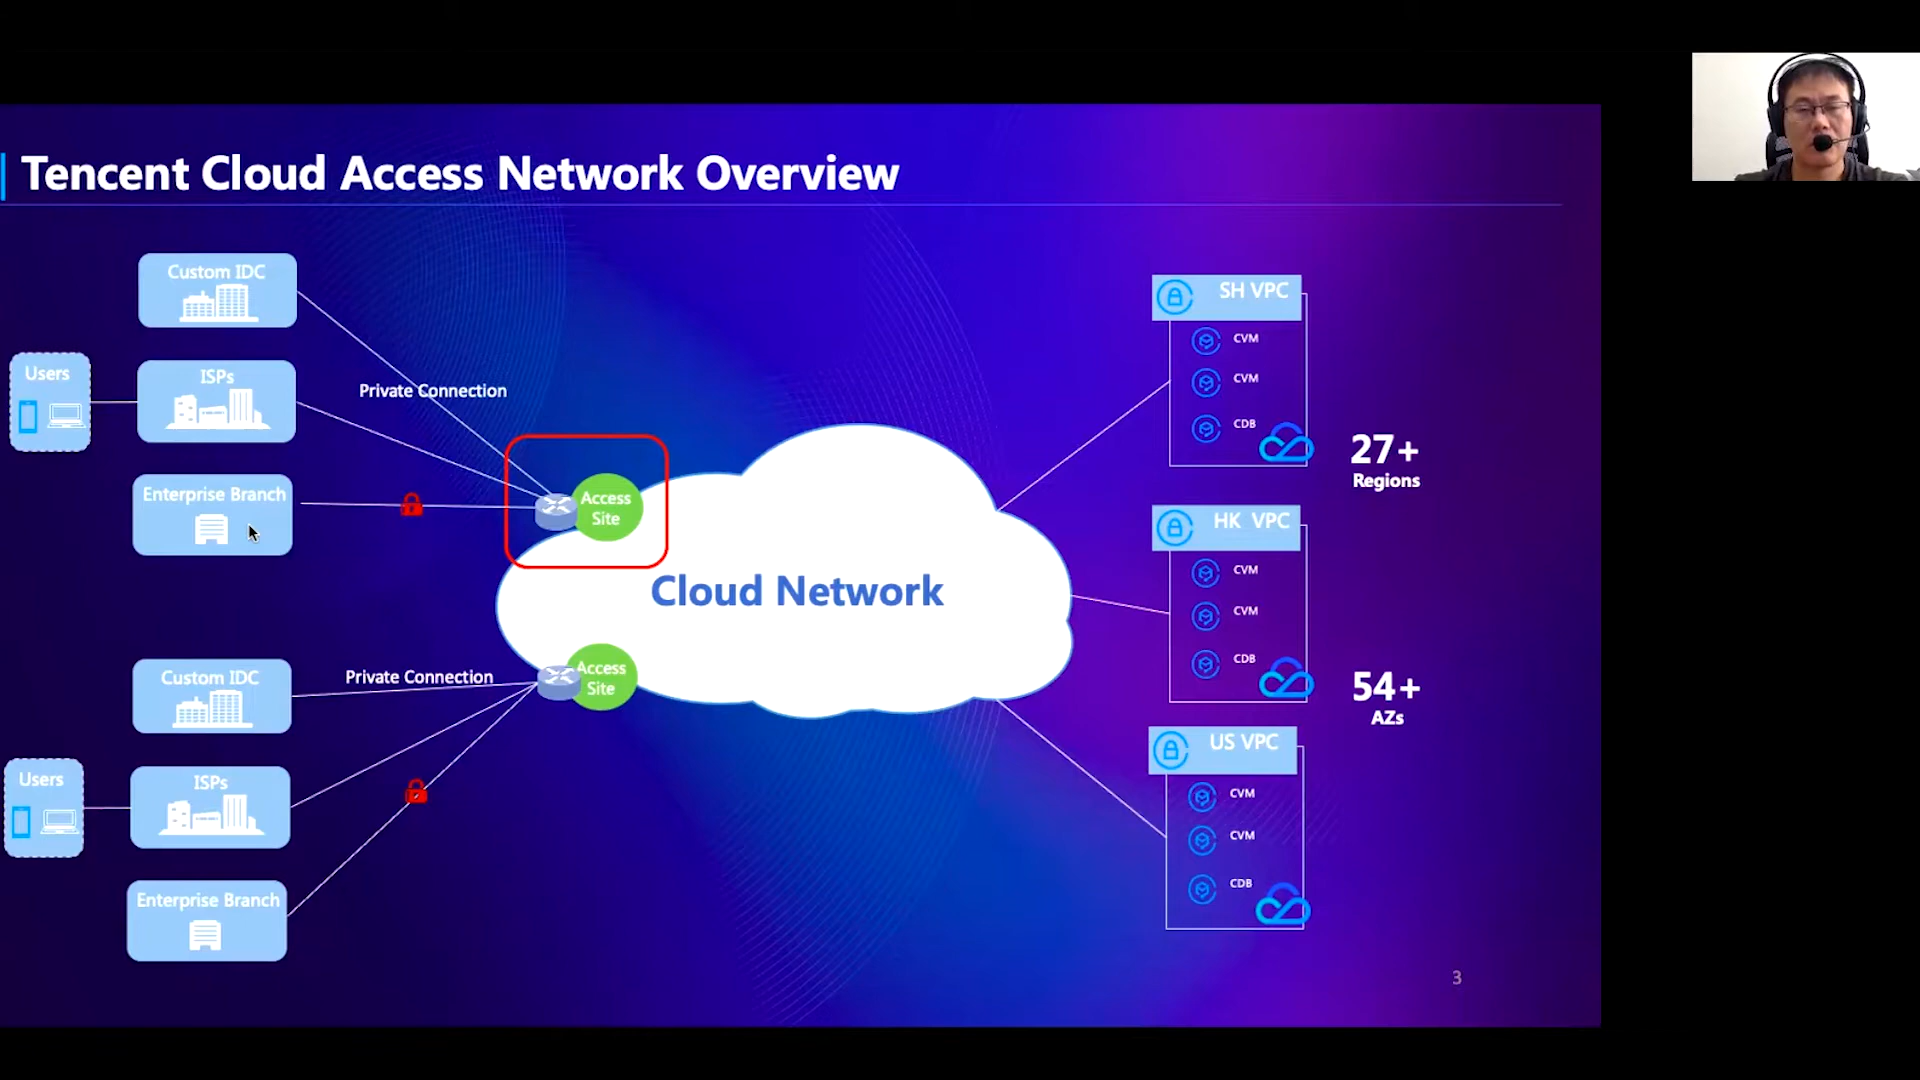 Tencent Cloud Access Network Overview
Custom IDC
Users
ISPs
Private Connection
Enterprise Branch
Access
Site
Cloud Network
Custom IDC
Private Connection
Access
Site
Users
ISPs
Enterprise Branch
SH VPC
CVM
CVM
CDB
27+
Regions
HK VPC
CVM
CVM
CDB
54+
AZs
US VPC
CVM
CVM
CDB
3